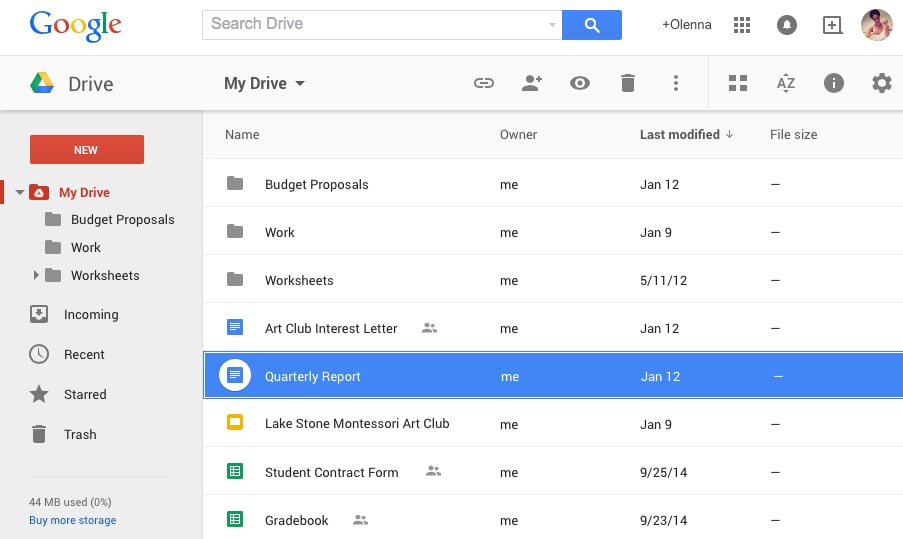 Google
Search Drive
+Olenna
Drive
My Drive
AZ
NEW
My Drive
Budget Proposals
Work
Worksheets
Incoming
Recent
Starred
Trash
44 MB used (0%)
Buy more storage
Name Owner Last modified ↓ File size
Budget Proposals me Jan 12 —
Work me Jan 9 —
Worksheets me 5/11/12 —
Art Club Interest Letter me Jan 12 —
Quarterly Report me Jan 12 —
Lake Stone Montessori Art Club me Jan 9 —
Student Contract Form me 9/25/14 —
Gradebook me 9/23/14 —